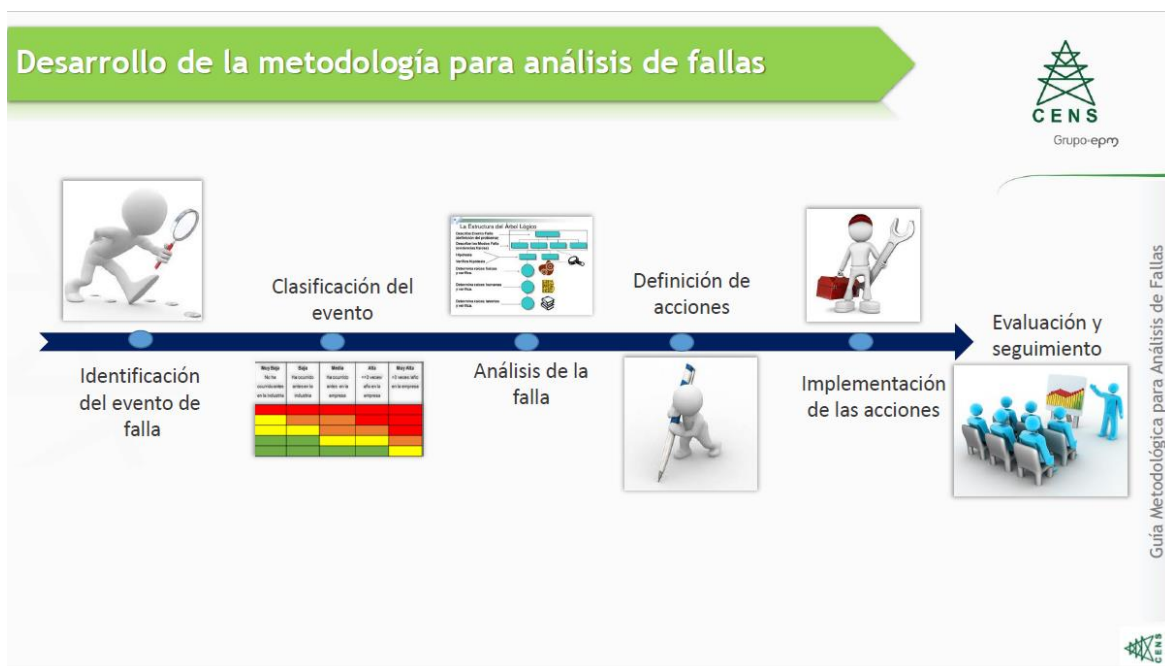 Desarrollo de la metodología para análisis de fallas
CENS
Grupo-epm
Identificación
del evento de
falla
Clasificación del
evento
Muy Baja
Baja
Media
Alta
Muy Alta
La Estructura del Árbol Lógico
Análisis de la
falla
Definición de
acciones
Implementación
de las acciones
Evaluación y
seguimiento
Guía Metodológica para Análisis de Fallas
CENS